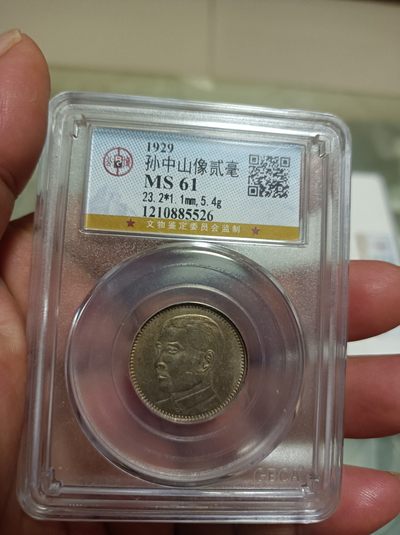 1929
孙中山像贰毫
MS 61
23.2*1.1mm,5.4g
1210885526
★ 文物鉴定委员会监制 ★